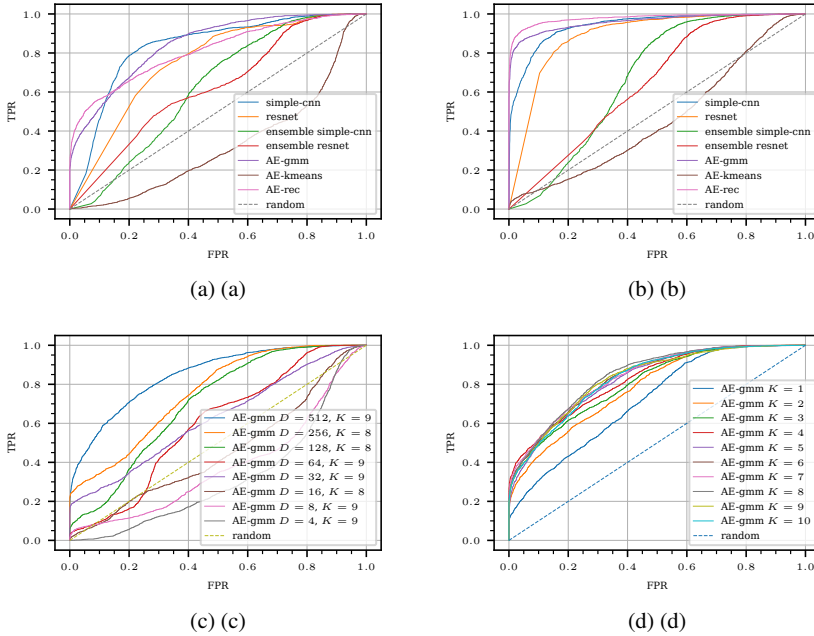 1.0
0.8
0.6
0.4
0.2
0.0
TPR
0.0 0.2 0.4 0.6 0.8 1.0
FPR
simple-cnn
resnet
ensemble simple-cnn
ensemble resnet
AE-gmm
AE-kmeans
AE-rec
random
(a) (a)
1.0
0.8
0.6
0.4
0.2
0.0
TPR
0.0 0.2 0.4 0.6 0.8 1.0
FPR
simple-cnn
resnet
ensemble simple-cnn
ensemble resnet
AE-gmm
AE-kmeans
AE-rec
random
(b) (b)
1.0
0.8
0.6
0.4
0.2
0.0
TPR
0.0 0.2 0.4 0.6 0.8 1.0
FPR
AE-gmm D = 512, K = 9
AE-gmm D = 256, K = 8
AE-gmm D = 128, K = 8
AE-gmm D = 64, K = 9
AE-gmm D = 32, K = 9
AE-gmm D = 16, K = 8
AE-gmm D = 8, K = 9
AE-gmm D = 4, K = 9
random
(c) (c)
1.0
0.8
0.6
0.4
0.2
0.0
TPR
0.0 0.2 0.4 0.6 0.8 1.0
FPR
AE-gmm K = 1
AE-gmm K = 2
AE-gmm K = 3
AE-gmm K = 4
AE-gmm K = 5
AE-gmm K = 6
AE-gmm K = 7
AE-gmm K = 8
AE-gmm K = 9
AE-gmm K = 10
random
(d) (d)